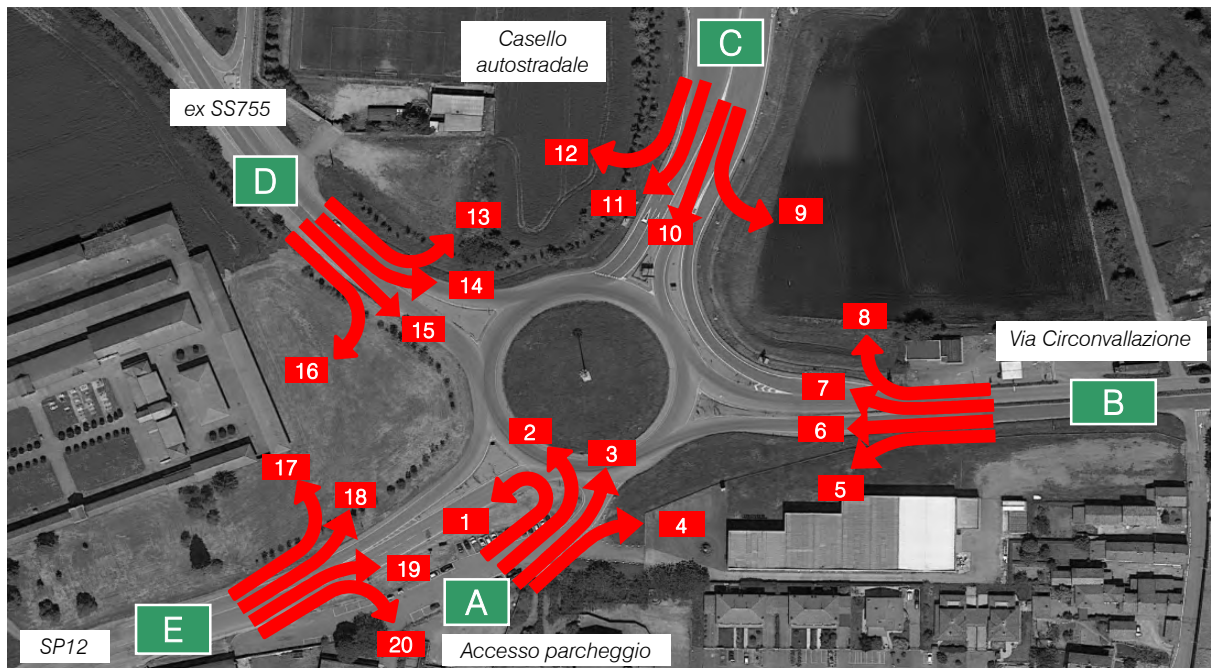 C
Casello
autostradale
ex SS755
12
D
11
9
13
10
14
8
15
Via Circonvallazione
16
7
B
6
2
3
17
5
18
1
4
19
A
E
20
SP12
Accesso parcheggio